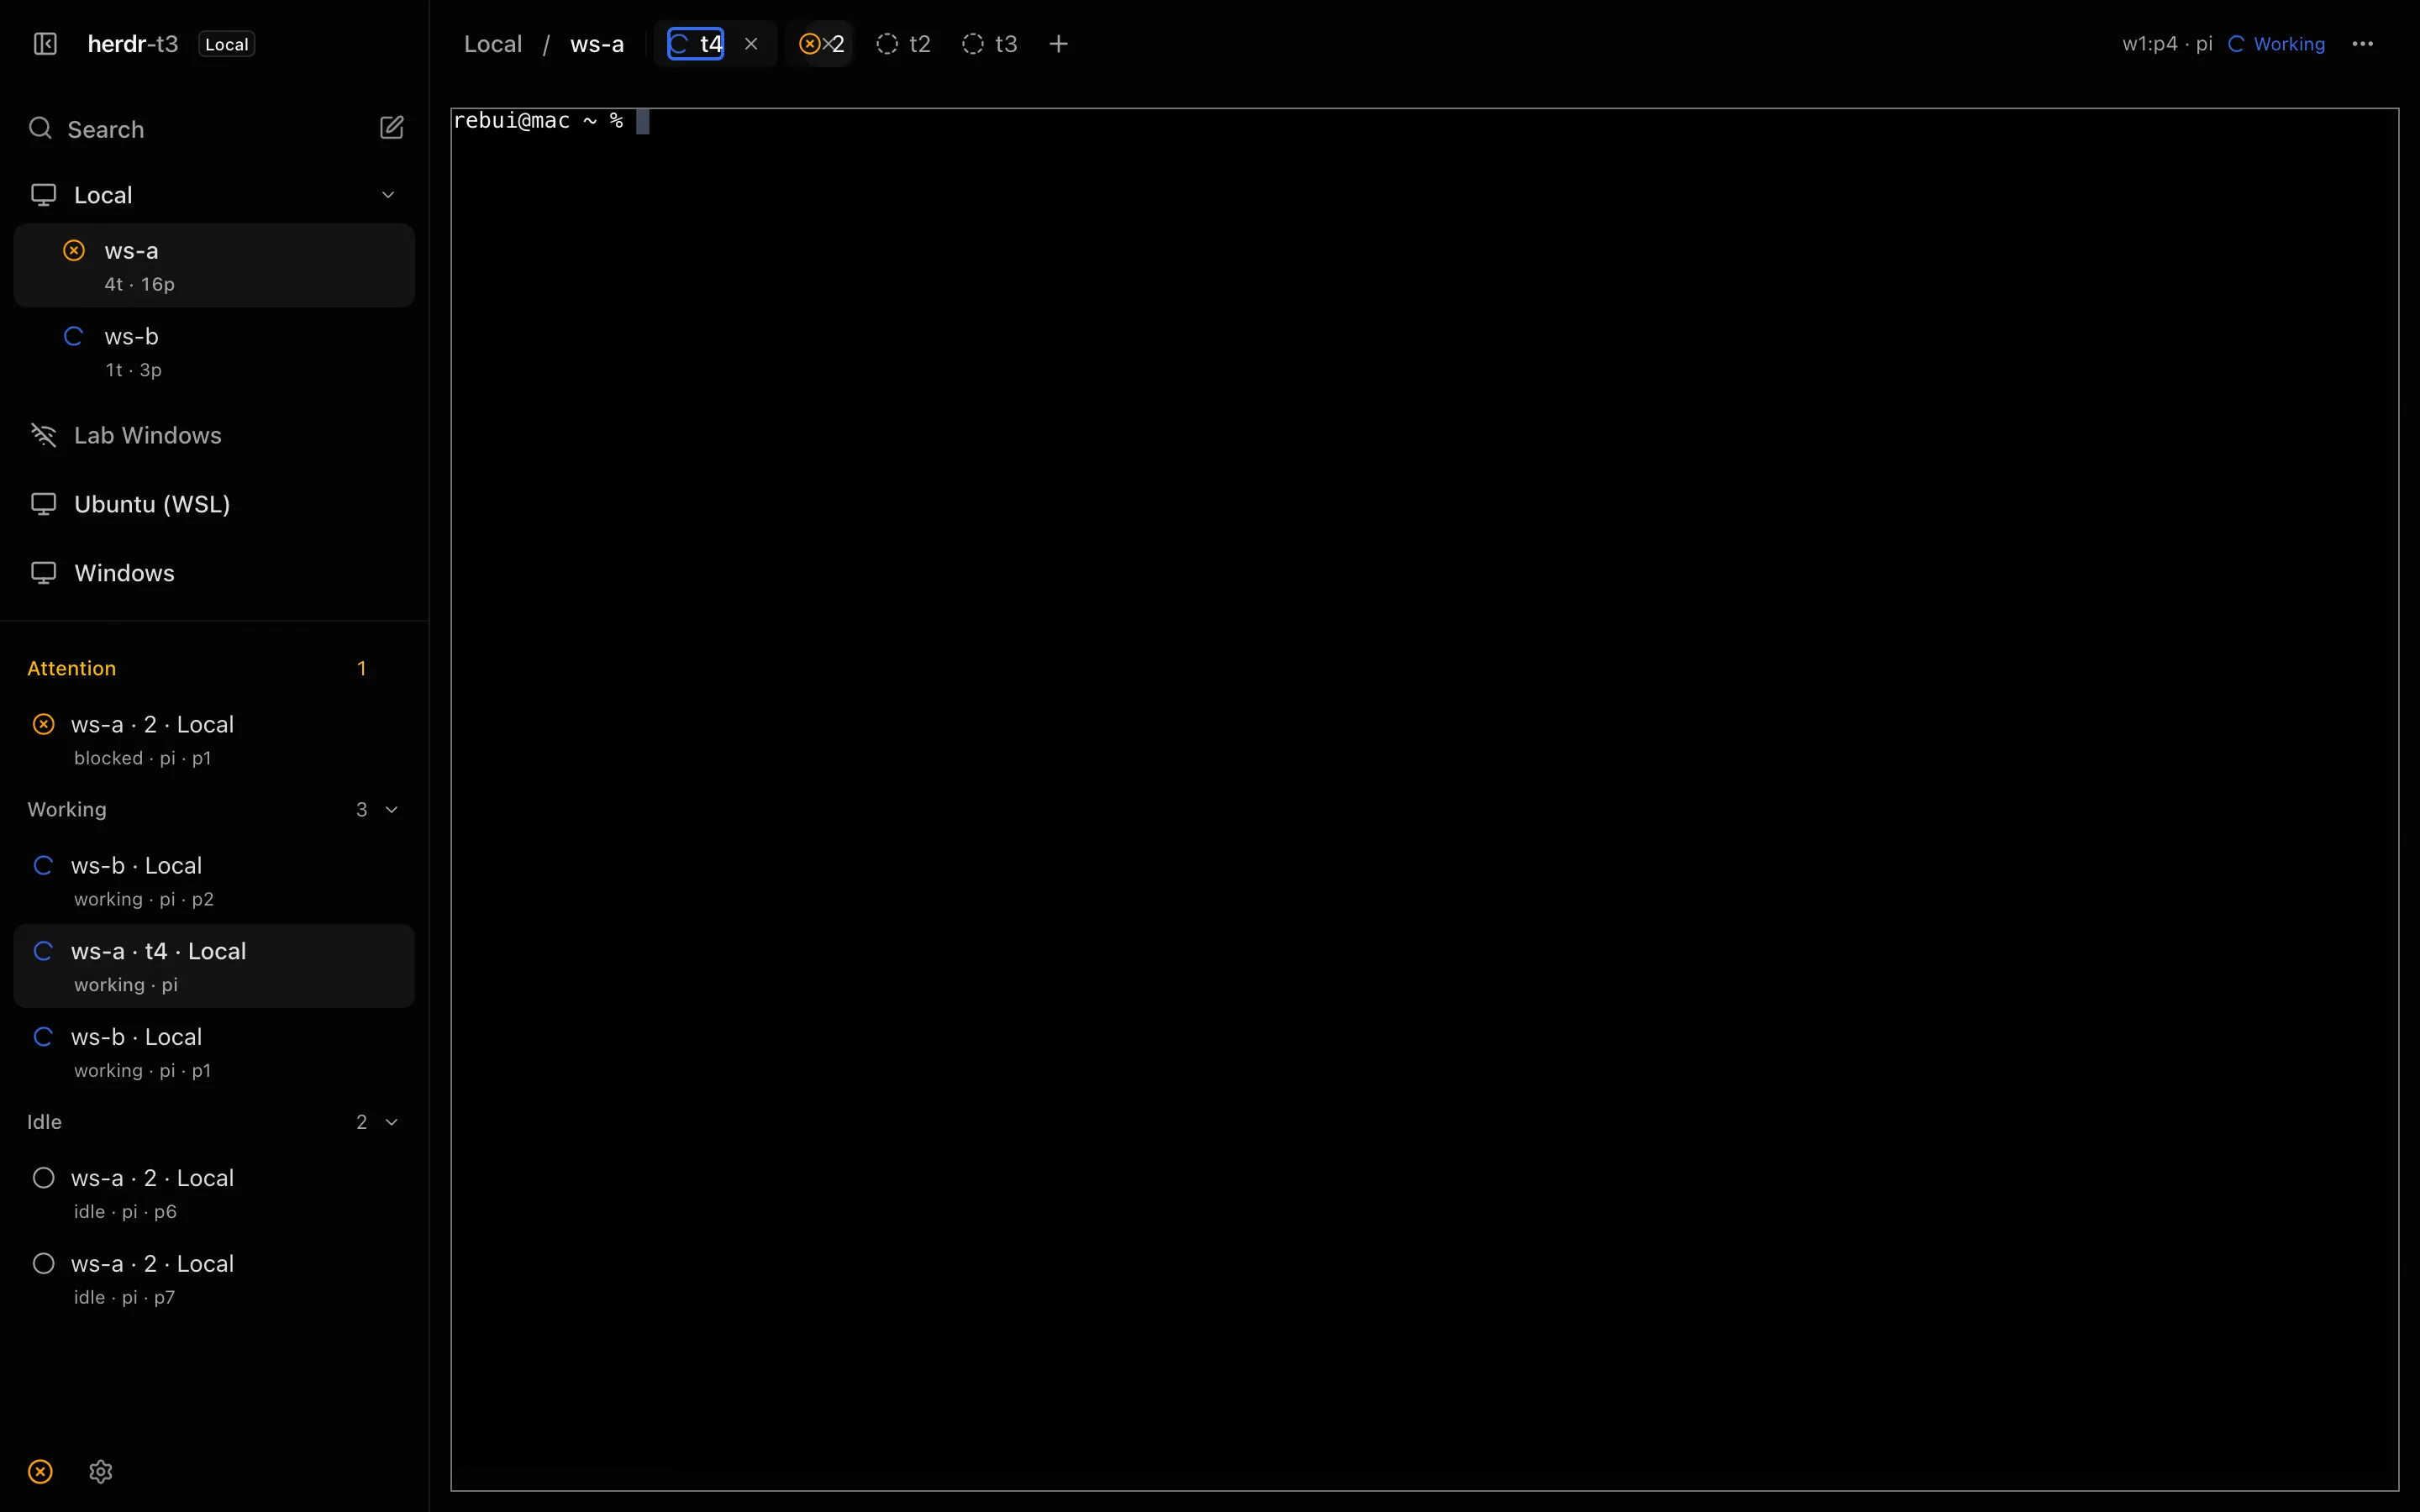 herdr-t3 Local
Search
Local
ws-a
4t · 16p
ws-b
1t · 3p
Lab Windows
Ubuntu (WSL)
Windows
Attention 1
ws-a · 2 · Local
blocked · pi · p1
Working 3
ws-b · Local
working · pi · p2
ws-a · t4 · Local
working · pi
ws-b · Local
working · pi · p1
Idle 2
ws-a · 2 · Local
idle · pi · p6
ws-a · 2 · Local
idle · pi · p7
Local / ws-a t4 2 t2 t3 w1:p4 · pi Working
rebui@mac ~ %